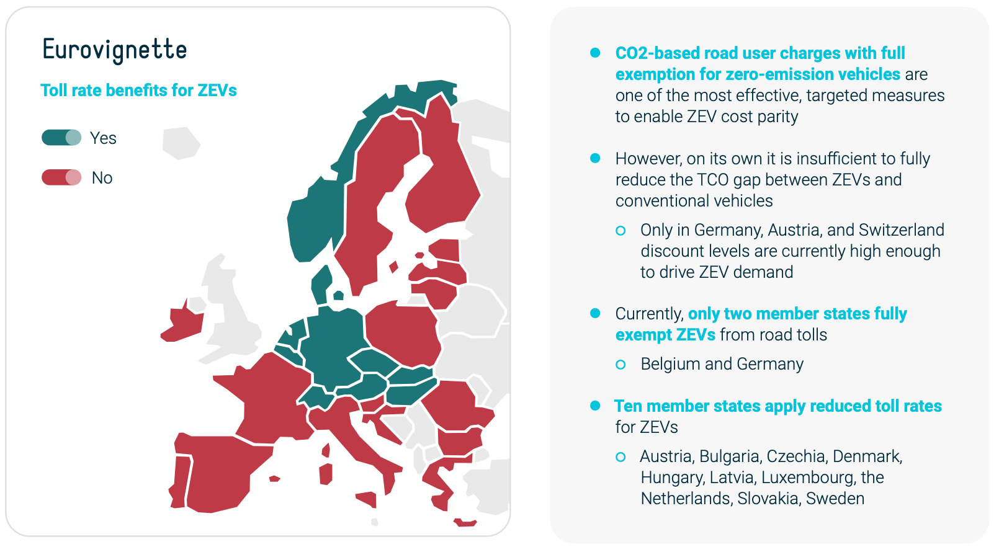 Eurovignette
Toll rate benefits for ZEVs
Yes
No
CO2-based road user charges with full
exemption for zero-emission vehicles are
one of the most effective, targeted measures
to enable ZEV cost parity
However, on its own it is insufficient to fully
reduce the TCO gap between ZEVs and
conventional vehicles
Only in Germany, Austria, and Switzerland
discount levels are currently high enough
to drive ZEV demand
Currently, only two member states fully
exempt ZEVs from road tolls
Belgium and Germany
Ten member states apply reduced toll rates
for ZEVs
Austria, Bulgaria, Czechia, Denmark,
Hungary, Latvia, Luxembourg, the
Netherlands, Slovakia, Sweden